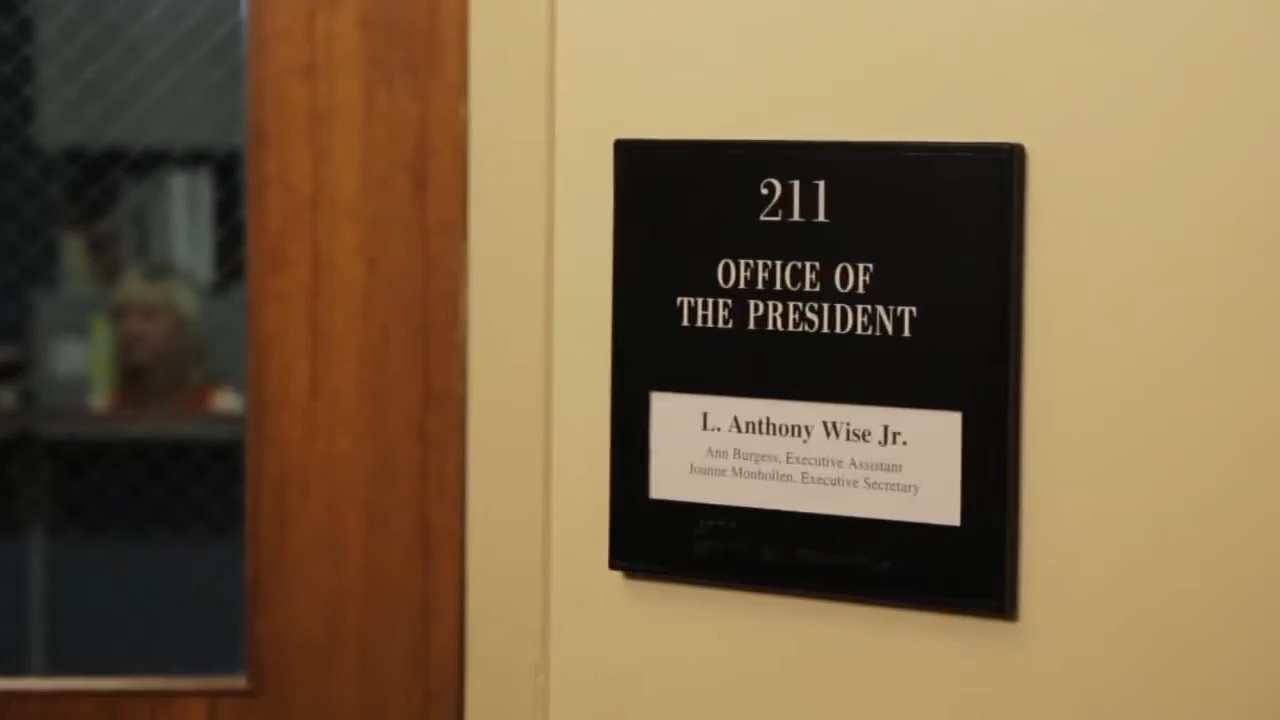 211
OFFICE OF
THE PRESIDENT
L. Anthony Wise Jr.
Ann Burgess, Executive Assistant
Joanne Monhollen, Executive Secretary